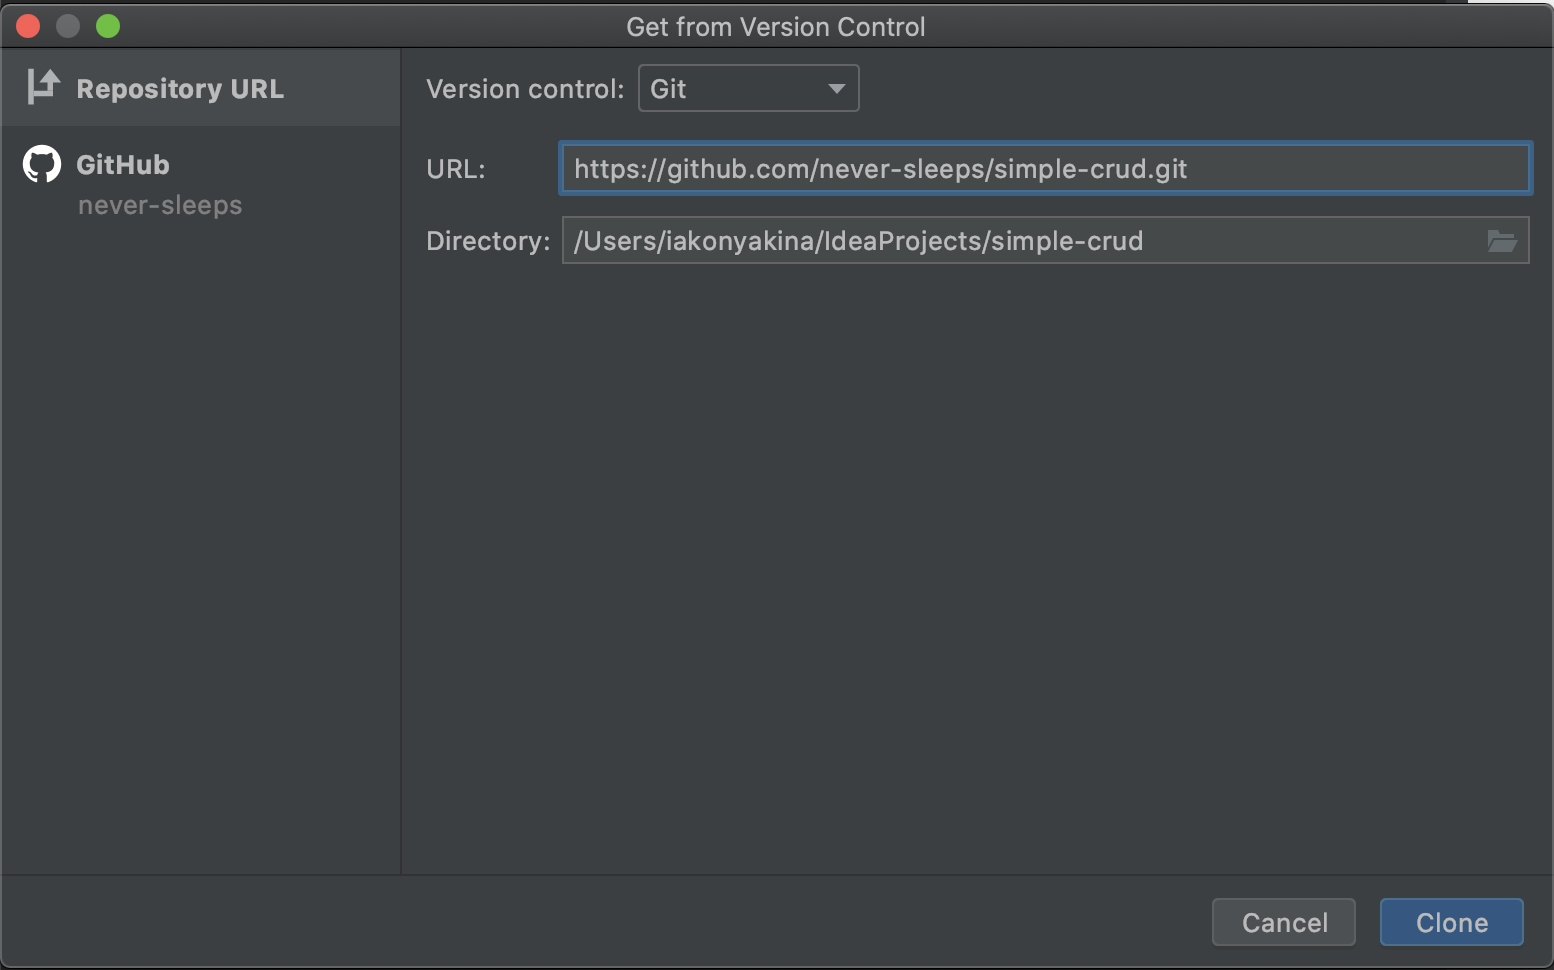 Get from Version Control
Repository URL
GitHub
never-sleeps
Version control: Git
URL: https://github.com/never-sleeps/simple-crud.git
Directory: /Users/iakonyakina/IdeaProjects/simple-crud
Cancel Clone